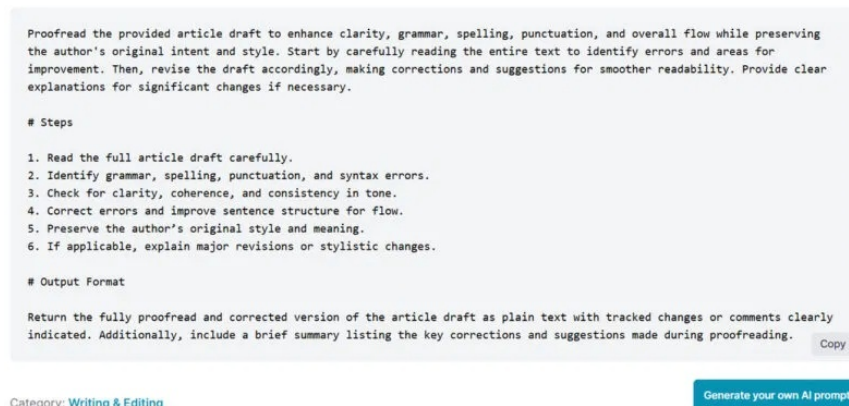 Proofread the provided article draft to enhance clarity, grammar, spelling, punctuation, and overall flow while preserving
the author's original intent and style. Start by carefully reading the entire text to identify errors and areas for
improvement. Then, revise the draft accordingly, making corrections and suggestions for smoother readability. Provide clear
explanations for significant changes if necessary.
# Steps
1. Read the full article draft carefully.
2. Identify grammar, spelling, punctuation, and syntax errors.
3. Check for clarity, coherence, and consistency in tone.
4. Correct errors and improve sentence structure for flow.
5. Preserve the author’s original style and meaning.
6. If applicable, explain major revisions or stylistic changes.
# Output Format
Return the fully proofread and corrected version of the article draft as plain text with tracked changes or comments clearly
indicated. Additionally, include a brief summary listing the key corrections and suggestions made during proofreading.
Copy
Generate your own AI prompt
Category: Writing & Editing